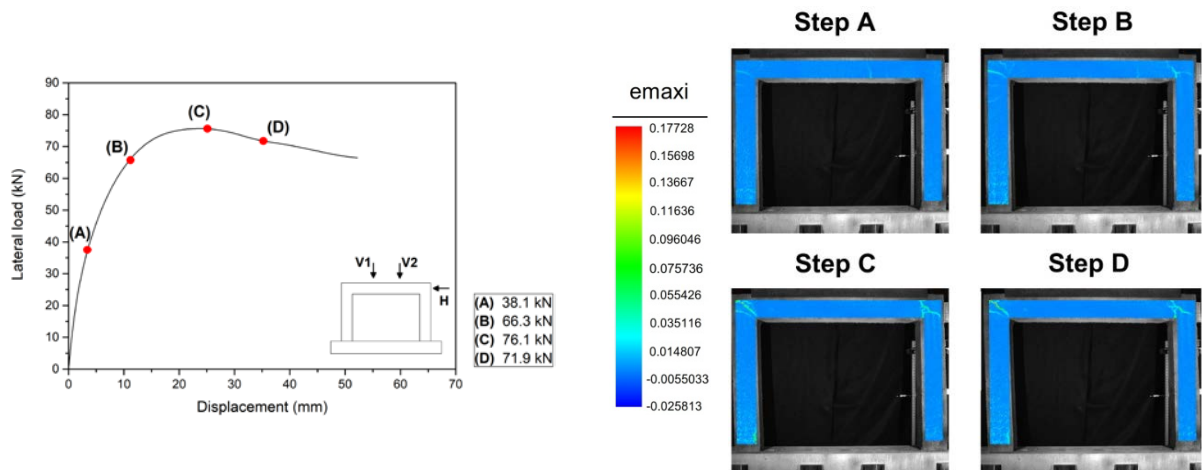 Step A
Step B
90
80
70
60
50
40
30
20
10
0
Lateral load (kN)
(A)
(B)
(C)
(D)
V1
V2
H
(A) 38.1 kN
(B) 66.3 kN
(C) 76.1 kN
(D) 71.9 kN
0
10
20
30
40
50
60
70
Displacement (mm)
emaxi
0.17728
0.15698
0.13667
0.11636
0.096046
0.075736
0.055426
0.035116
0.014807
-0.0055033
-0.025813
Step C
Step D